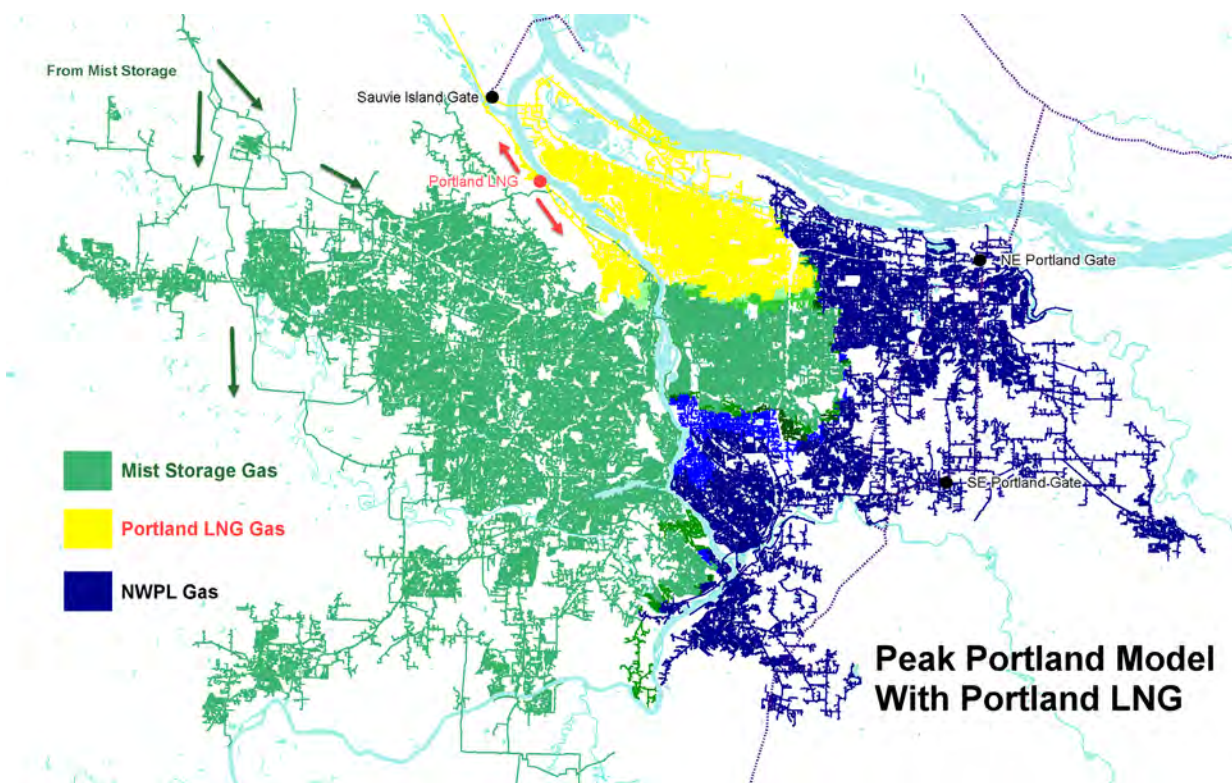 From Mist Storage
Sauvie Island Gate
Portland LNG
NE Portland Gate
Mist Storage Gas
SE Portland Gate
Portland LNG Gas
NWPL Gas
Peak Portland Model
With Portland LNG